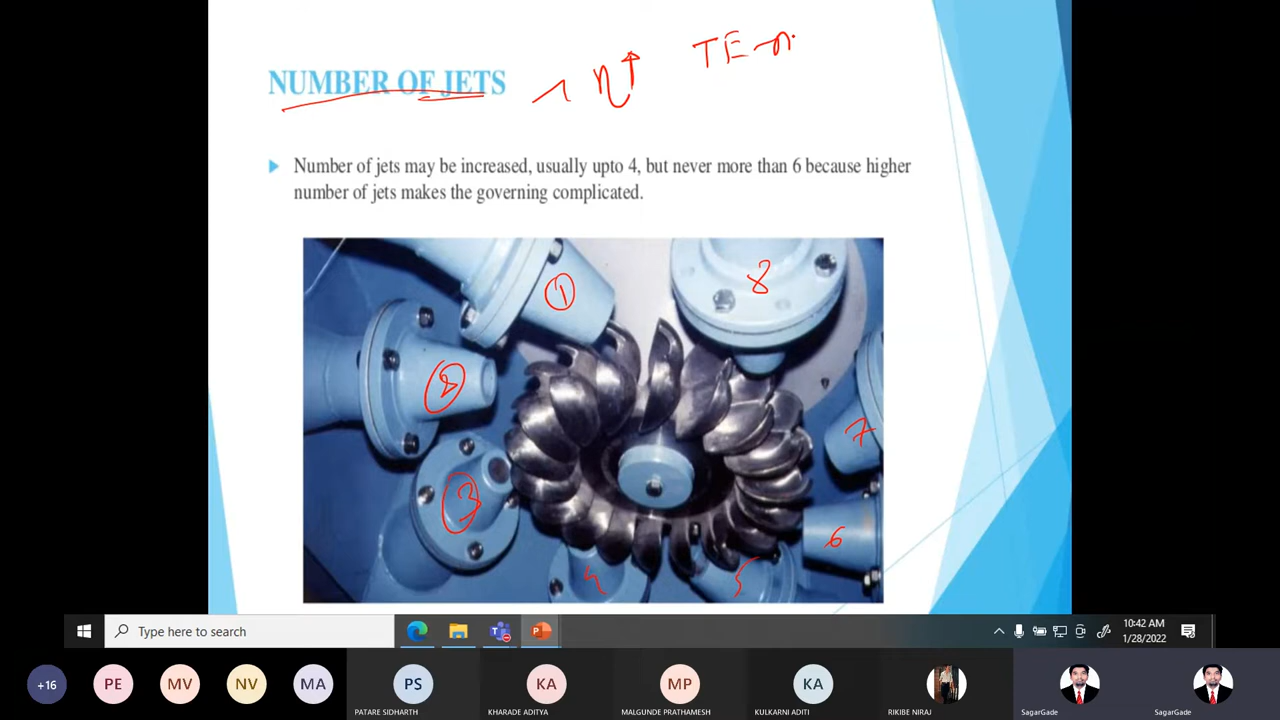 η↑ TE
NUMBER OF JETS
Number of jets may be increased, usually upto 4, but never more than 6 because higher
number of jets makes the governing complicated.
1
8
8
3
7
6
4
5
Type here to search
10:42 AM
1/28/2022
+16
PE
MV
NV
MA
PS
KA
MP
KA
PATARE SIDHARTH
KHARADE ADITYA
MALGUNDE PRATHAMESH
KULKARNI ADITI
RIKIBE NIRAJ
SagarGade
SagarGade